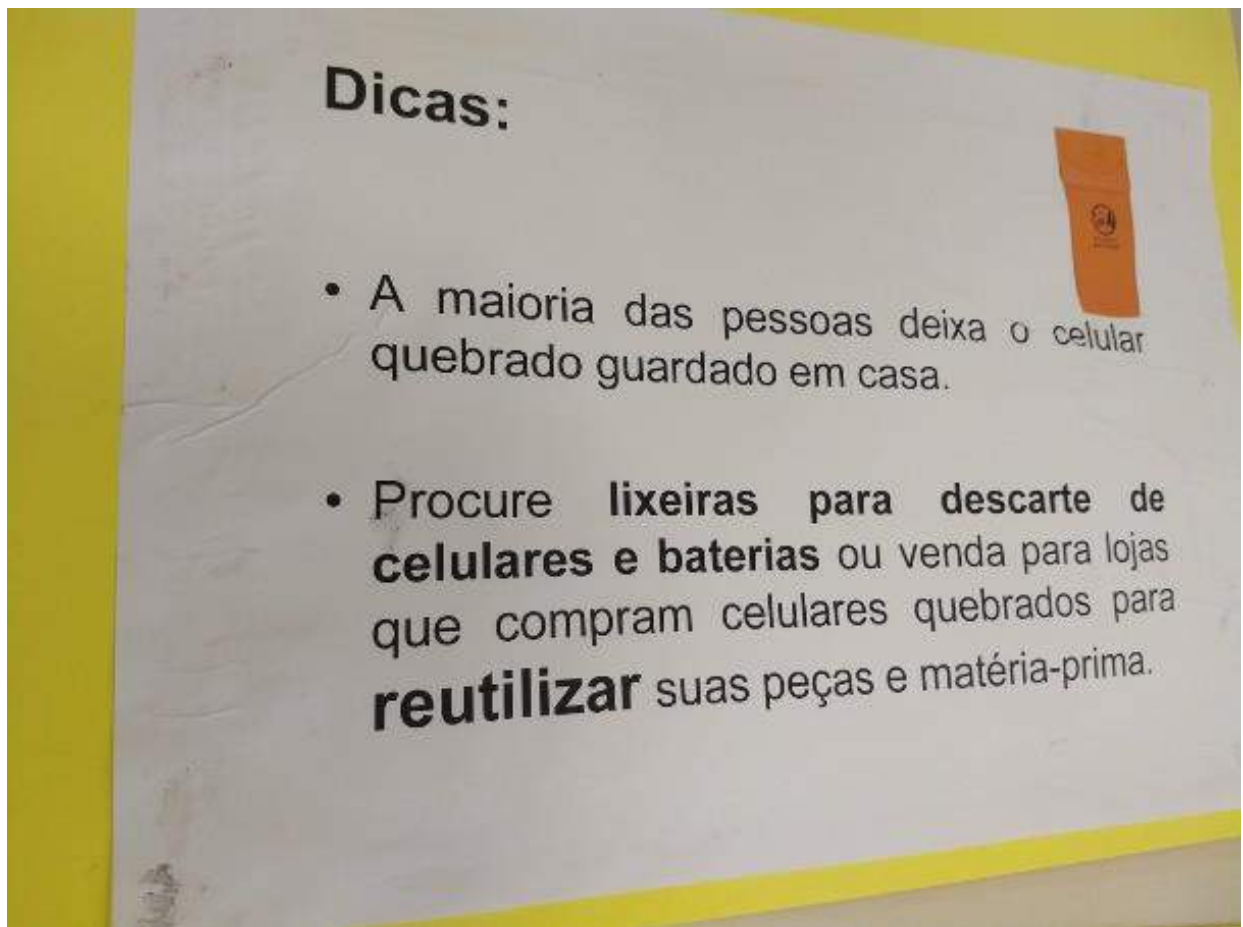 Dicas:
• A maioria das pessoas deixa o celular
quebrado guardado em casa.
• Procure lixeiras para descarte de
celulares e baterias ou venda para lojas
que compram celulares quebrados para
reutilizar suas peças e matéria-prima.